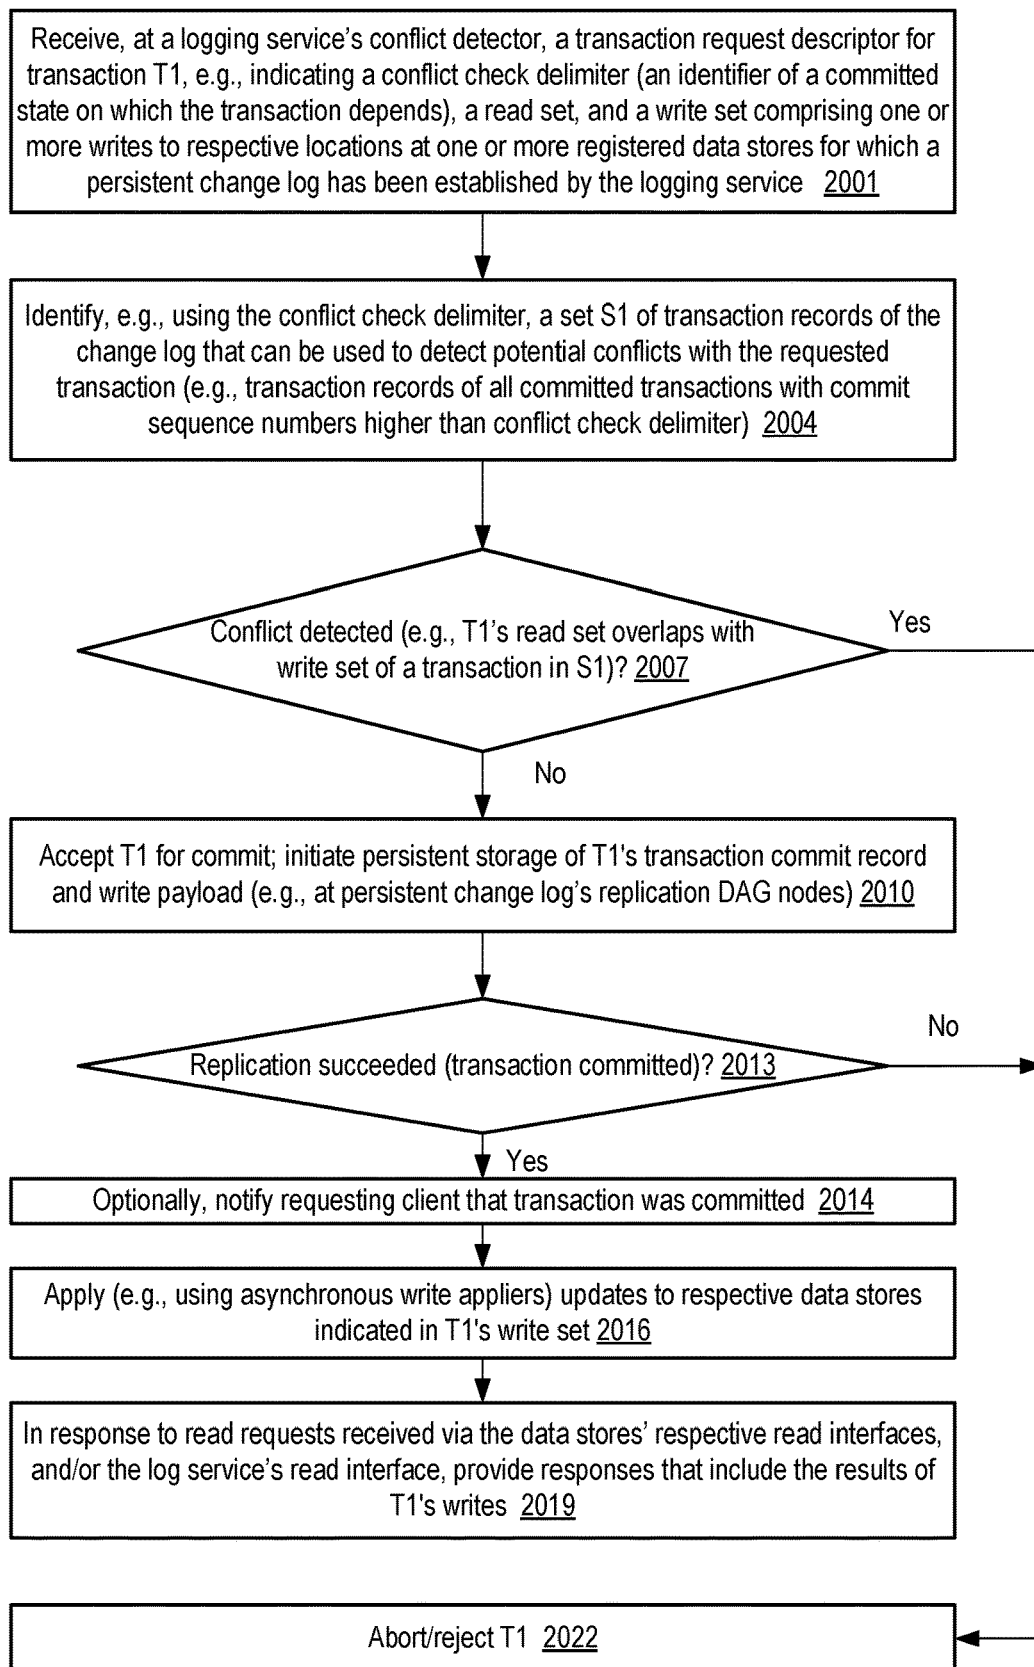 Receive, at a logging service's conflict detector, a transaction request descriptor for
transaction T1, e.g., indicating a conflict check delimiter (an identifier of a committed
state on which the transaction depends), a read set, and a write set comprising one or
more writes to respective locations at one or more registered data stores for which a
persistent change log has been established by the logging service 2001
Identify, e.g., using the conflict check delimiter, a set S1 of transaction records of the
change log that can be used to detect potential conflicts with the requested
transaction (e.g., transaction records of all committed transactions with commit
sequence numbers higher than conflict check delimiter) 2004
Conflict detected (e.g., T1's read set overlaps with
write set of a transaction in S1)? 2007
Yes
No
Accept T1 for commit; initiate persistent storage of T1's transaction commit record
and write payload (e.g., at persistent change log's replication DAG nodes) 2010
Replication succeeded (transaction committed)? 2013
No
Yes
Optionally, notify requesting client that transaction was committed 2014
Apply (e.g., using asynchronous write appliers) updates to respective data stores
indicated in T1's write set 2016
In response to read requests received via the data stores' respective read interfaces,
and/or the log service's read interface, provide responses that include the results of
T1's writes 2019
Abort/reject T1 2022